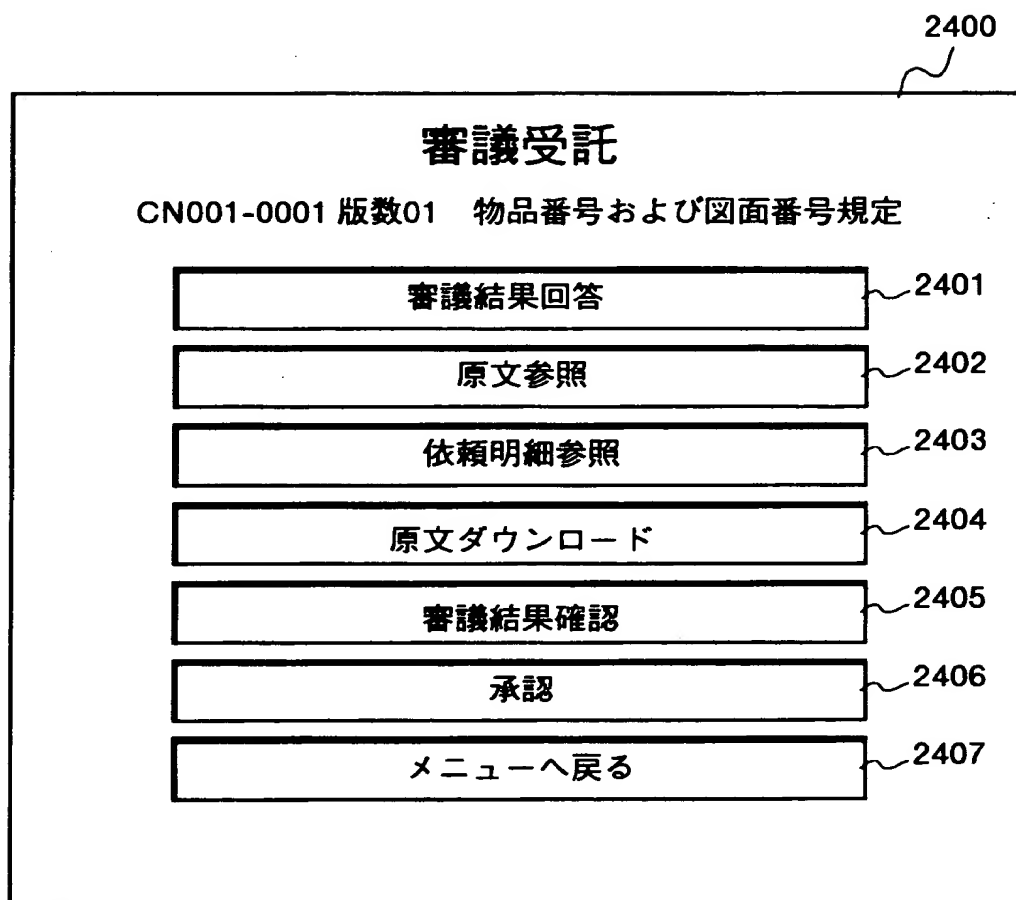 2400
審議受託
CN001-0001 版数01 物品番号および図面番号規定
審議結果回答 2401
原文参照 2402
依頼明細参照 2403
原文ダウンロード 2404
審議結果確認 2405
承認 2406
メニューへ戻る 2407